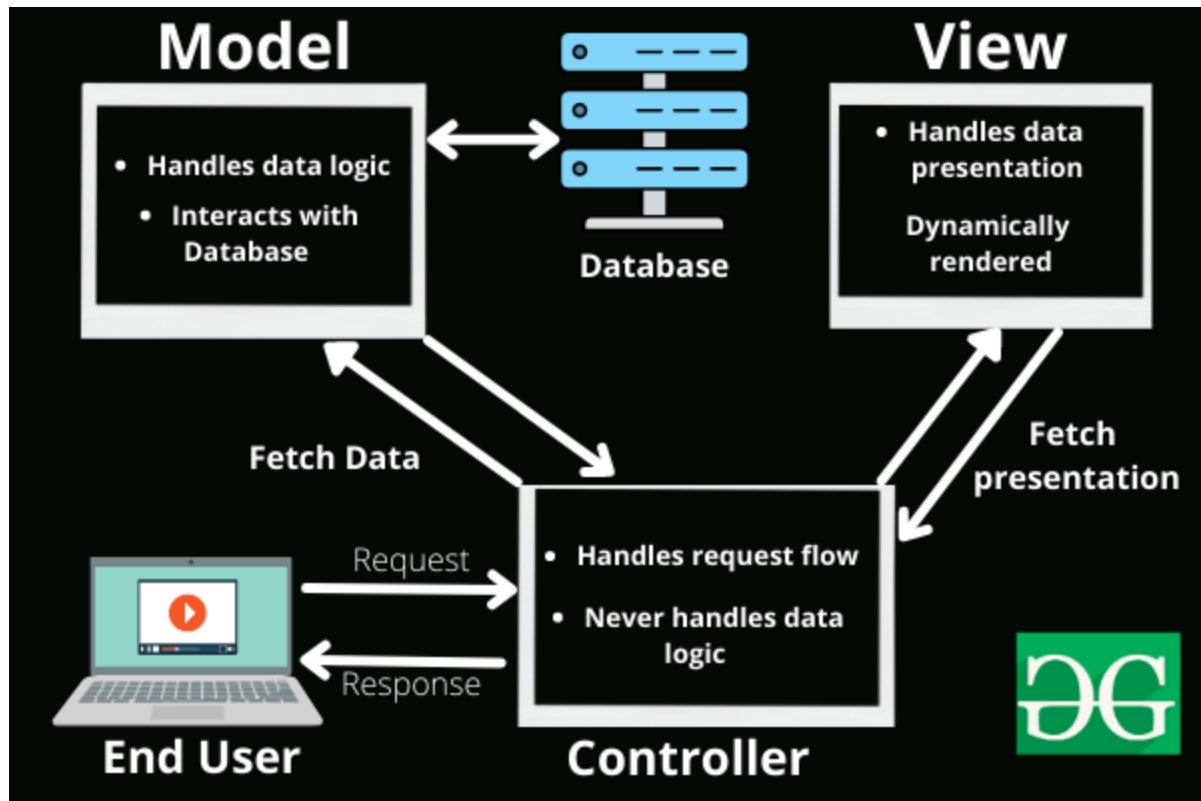 Model
View
• Handles data logic
• Interacts with
Database
Database
• Handles data
presentation
Dynamically
rendered
Fetch Data
Fetch
presentation
Request
Response
• Handles request flow
• Never handles data
logic
End User
Controller